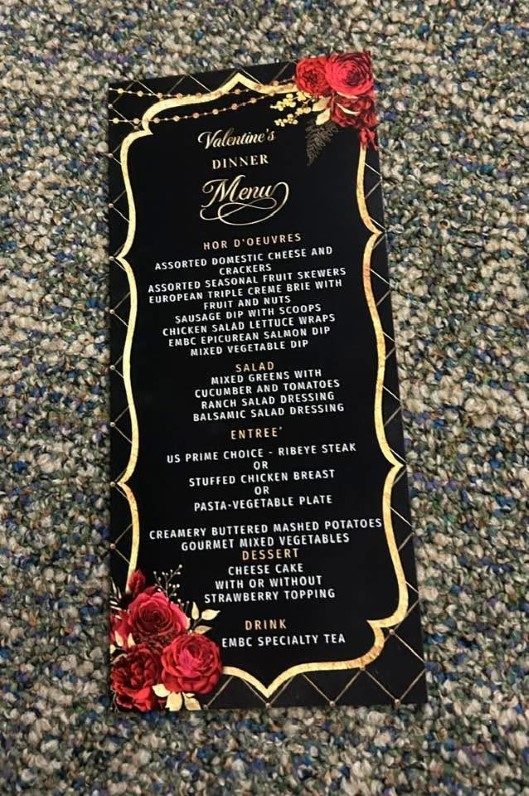 Valentine's
DINNER
Menu
HOR D'OEUVRES
ASSORTED DOMESTIC CHEESE AND
CRACKERS
ASSORTED SEASONAL FRUIT SKEWERS
EUROPEAN TRIPLE CREME BRIE WITH
FRUIT AND NUTS
SAUSAGE DIP WITH SCOOPS
CHICKEN SALAD LETTUCE WRAPS
EMBC EPICUREAN SALMON DIP
MIXED VEGETABLE DIP
SALAD
MIXED GREENS WITH
CUCUMBER AND TOMATOES
RANCH SALAD DRESSING
BALSAMIC SALAD DRESSING
ENTREE'
US PRIME CHOICE - RIBEYE STEAK
OR
STUFFED CHICKEN BREAST
OR
PASTA-VEGETABLE PLATE
CREAMERY BUTTERED MASHED POTATOES
GOURMET MIXED VEGETABLES
DESSERT
CHEESE CAKE
WITH OR WITHOUT
STRAWBERRY TOPPING
DRINK
EMBC SPECIALTY TEA